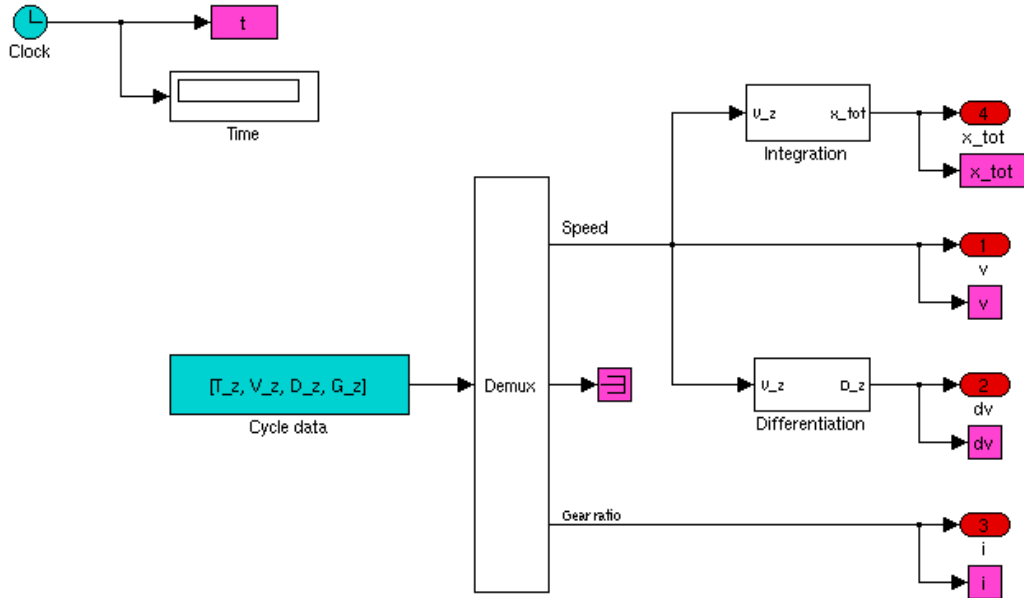 t
Clock
Time
V_z
x_tot
4
Integration
x_tot
x_tot
Speed
1
v
v
[T_z, V_z, D_z, G_z]
Cycle data
Demux
V_z
D_z
2
Differentiation
dv
dv
Gear ratio
3
i
i